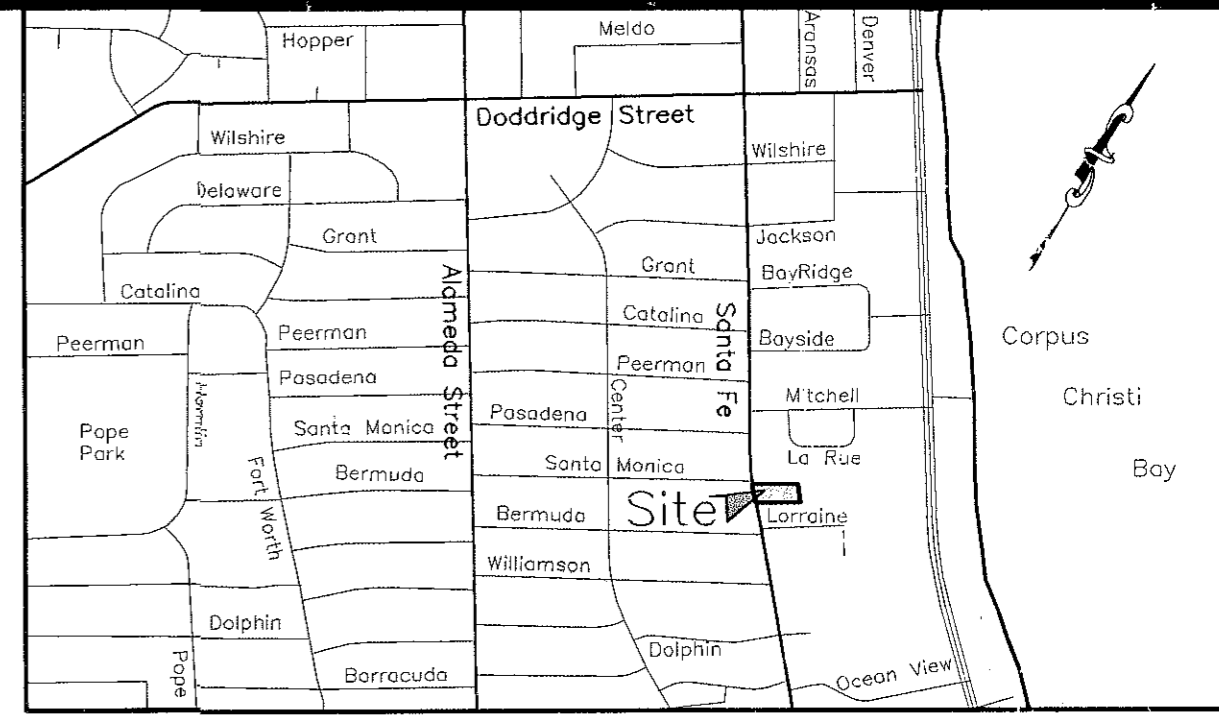 Hopper
Meldo
Aransas
Denver
Doddridge Street
Wilshire
Wilshire
Delaware
Grant
Jackson
Grant
BayRidge
Catalina
Alameda Street
Catalina
Santa Fe
Corpus
Christi
Bay
Peerman
Peerman
Bayside
Peerman
Pasadena
Center
Mitchell
Pope
Park
Santa Monica
Pasadena
La Rue
Fort Worth
Bermuda
Santa Monica
Site
Bermuda
Lorraine
Williamson
Dolphin
Dolphin
Pope
Barracuda
Ocean View